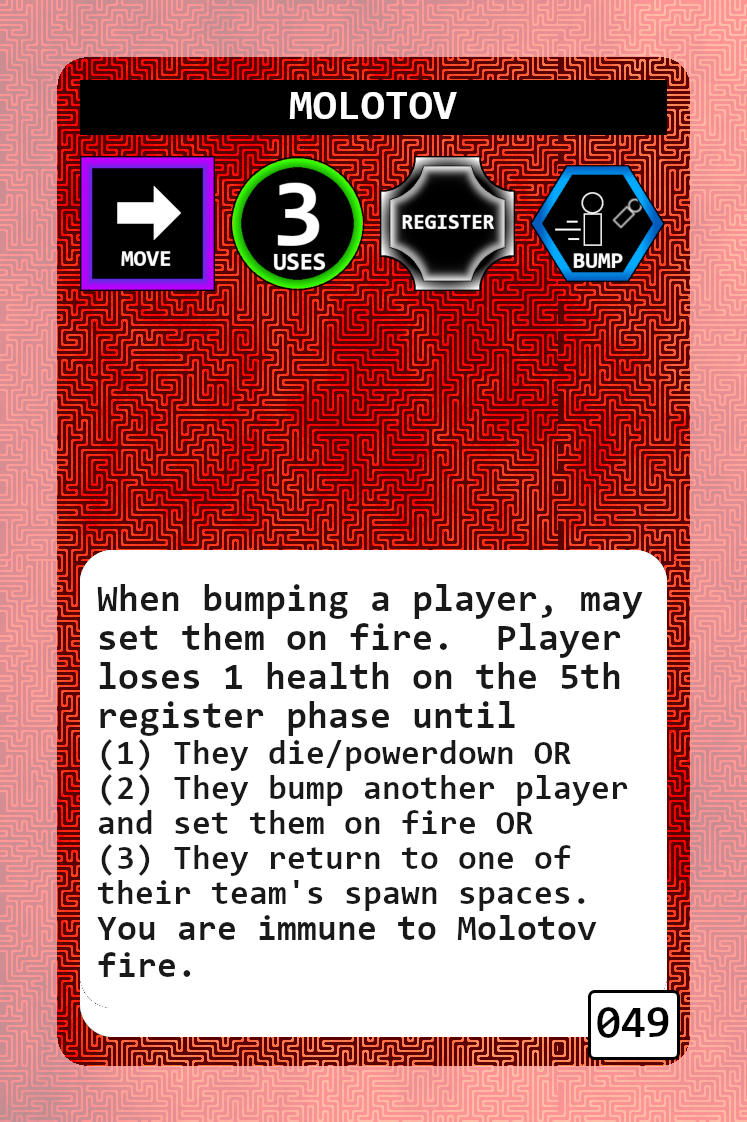 MOLOTOV
MOVE
3
USES
REGISTER
BUMP
When bumping a player, may
set them on fire.  Player
loses 1 health on the 5th
register phase until
(1) They die/powerdown OR
(2) They bump another player
and set them on fire OR
(3) They return to one of
their team's spawn spaces.
You are immune to Molotov
fire.
049